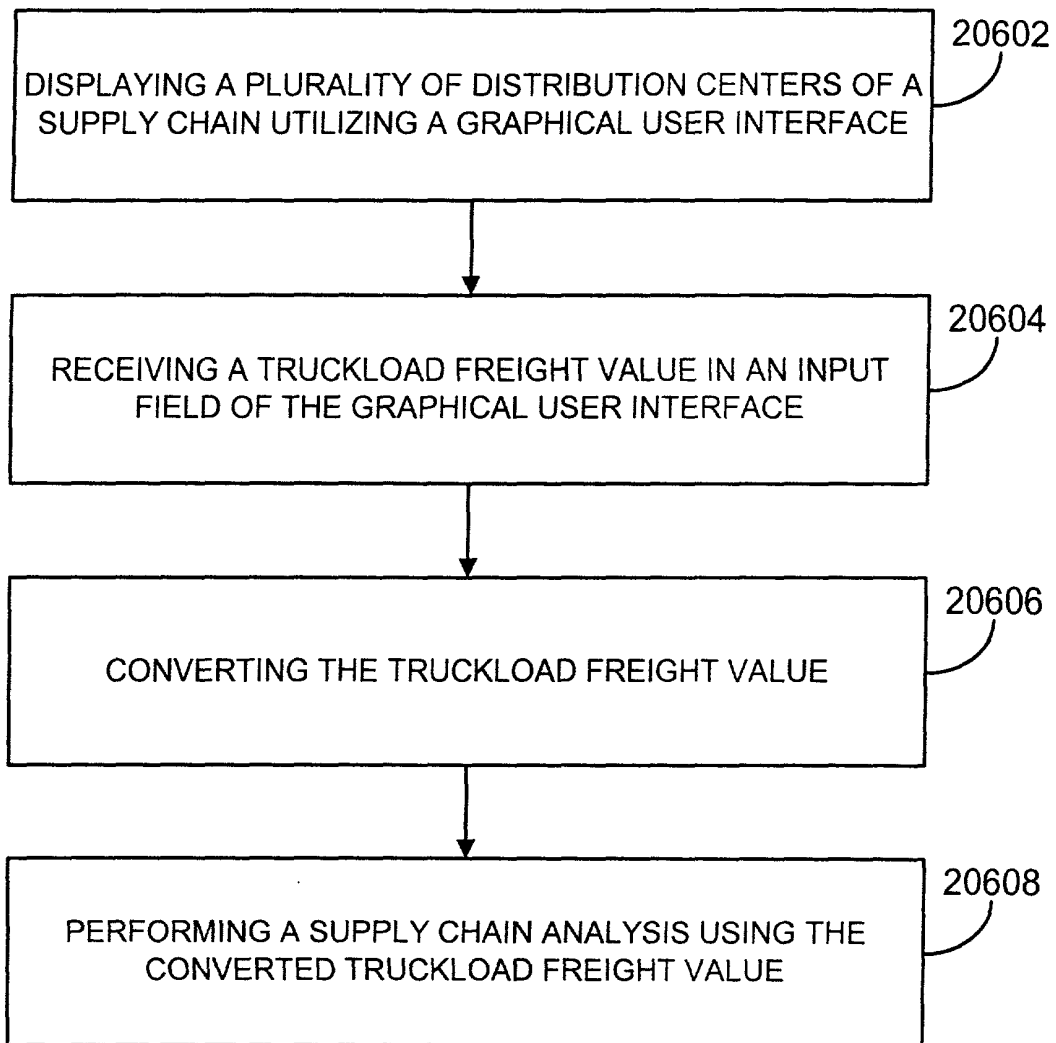 20602
DISPLAYING A PLURALITY OF DISTRIBUTION CENTERS OF A
SUPPLY CHAIN UTILIZING A GRAPHICAL USER INTERFACE
20604
RECEIVING A TRUCKLOAD FREIGHT VALUE IN AN INPUT
FIELD OF THE GRAPHICAL USER INTERFACE
20606
CONVERTING THE TRUCKLOAD FREIGHT VALUE
20608
PERFORMING A SUPPLY CHAIN ANALYSIS USING THE
CONVERTED TRUCKLOAD FREIGHT VALUE